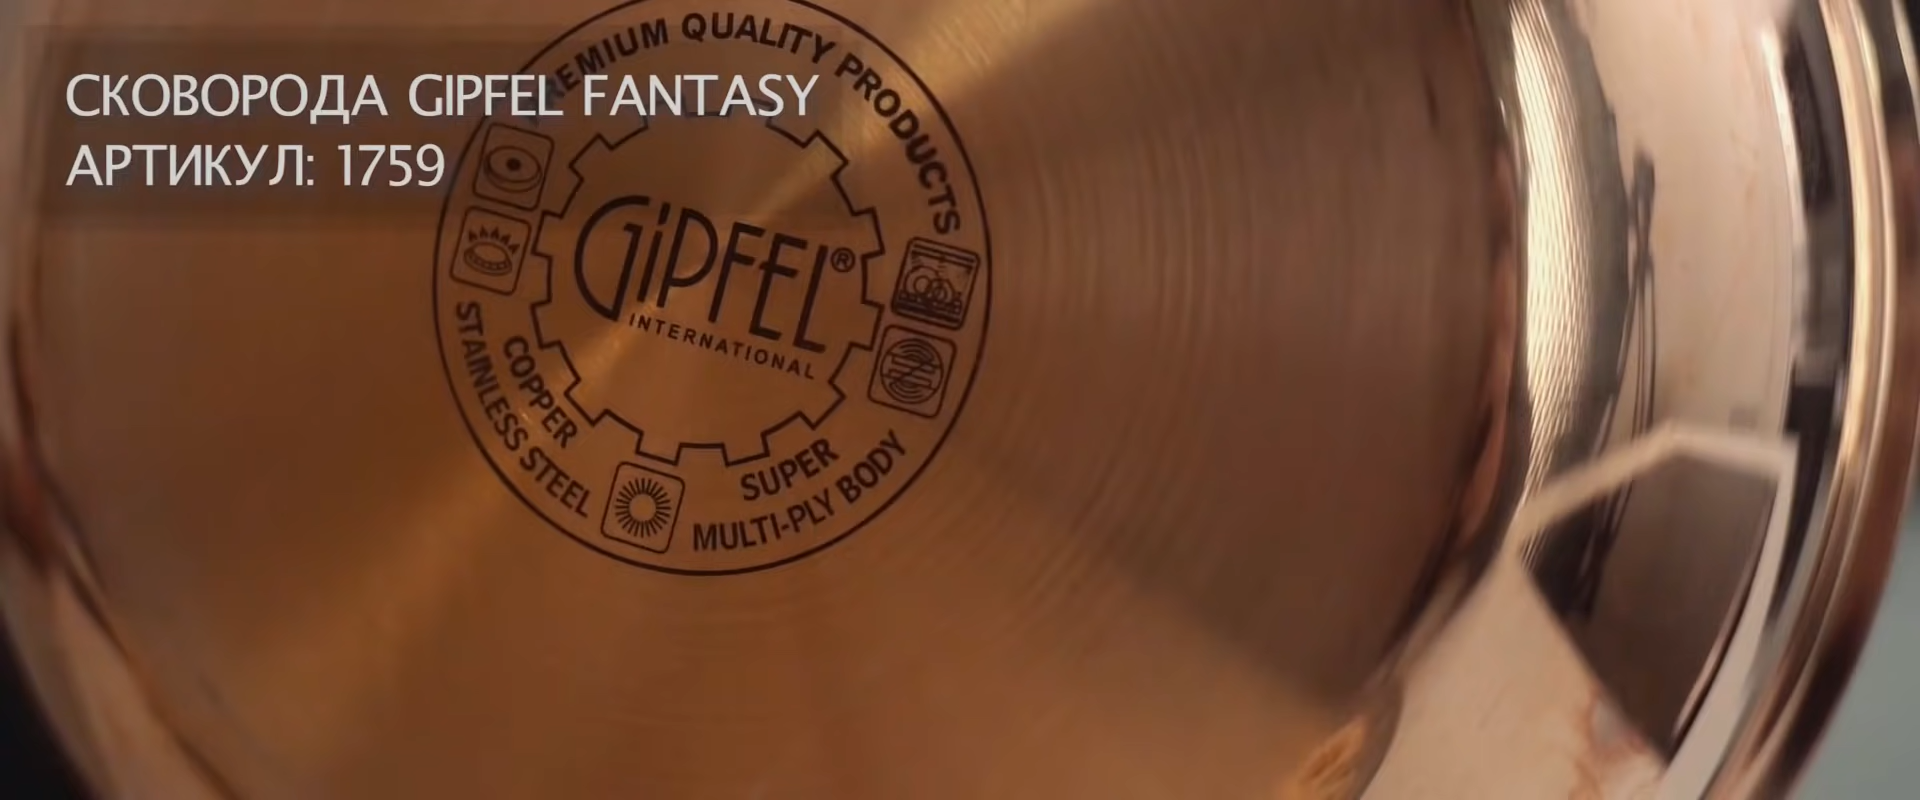 СКОВОРОДА GIPFEL FANTASY
АРТИКУЛ: 1759
PREMIUM QUALITY PRODUCTS
GiPFEL®
INTERNATIONAL
COPPER
STAINLESS STEEL
SUPER
MULTI-PLY BODY